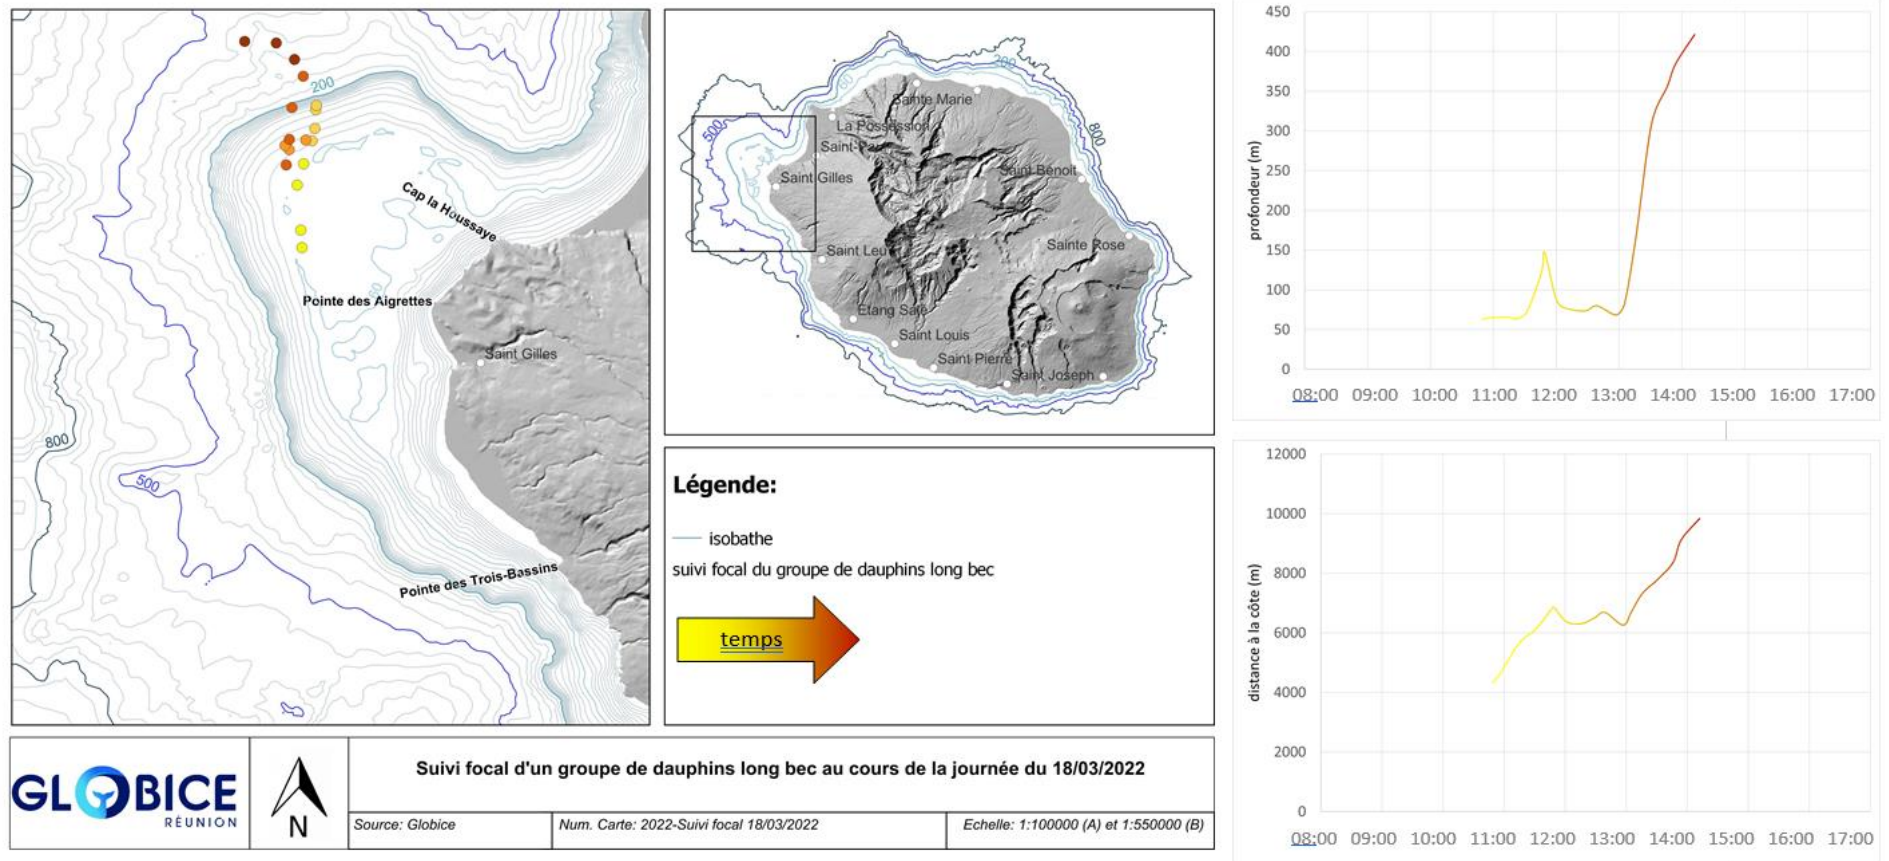 200
Cap la Houssaye
Pointe des Aigrettes
Saint Gilles
800
500
Pointe des Trois-Bassins
200
Sainte Marie
La Possession
500
800
Saint Benoit
Saint Gilles
Saint Leu
Sainte Rose
Etang Salé
Saint Louis
Saint Pierre
Saint Joseph
Légende:
isobathe
suivi focal du groupe de dauphins long bec
temps
GLOBICE
RÉUNION
N
Suivi focal d'un groupe de dauphins long bec au cours de la journée du 18/03/2022
Source: Globice
Num. Carte: 2022-Suivi focal 18/03/2022
Echelle: 1:100000 (A) et 1:550000 (B)
profondeur (m)
450
400
350
300
250
200
150
100
50
0
08:00 09:00 10:00 11:00 12:00 13:00 14:00 15:00 16:00 17:00
distance à la côte (m)
12000
10000
8000
6000
4000
2000
0
08:00 09:00 10:00 11:00 12:00 13:00 14:00 15:00 16:00 17:00